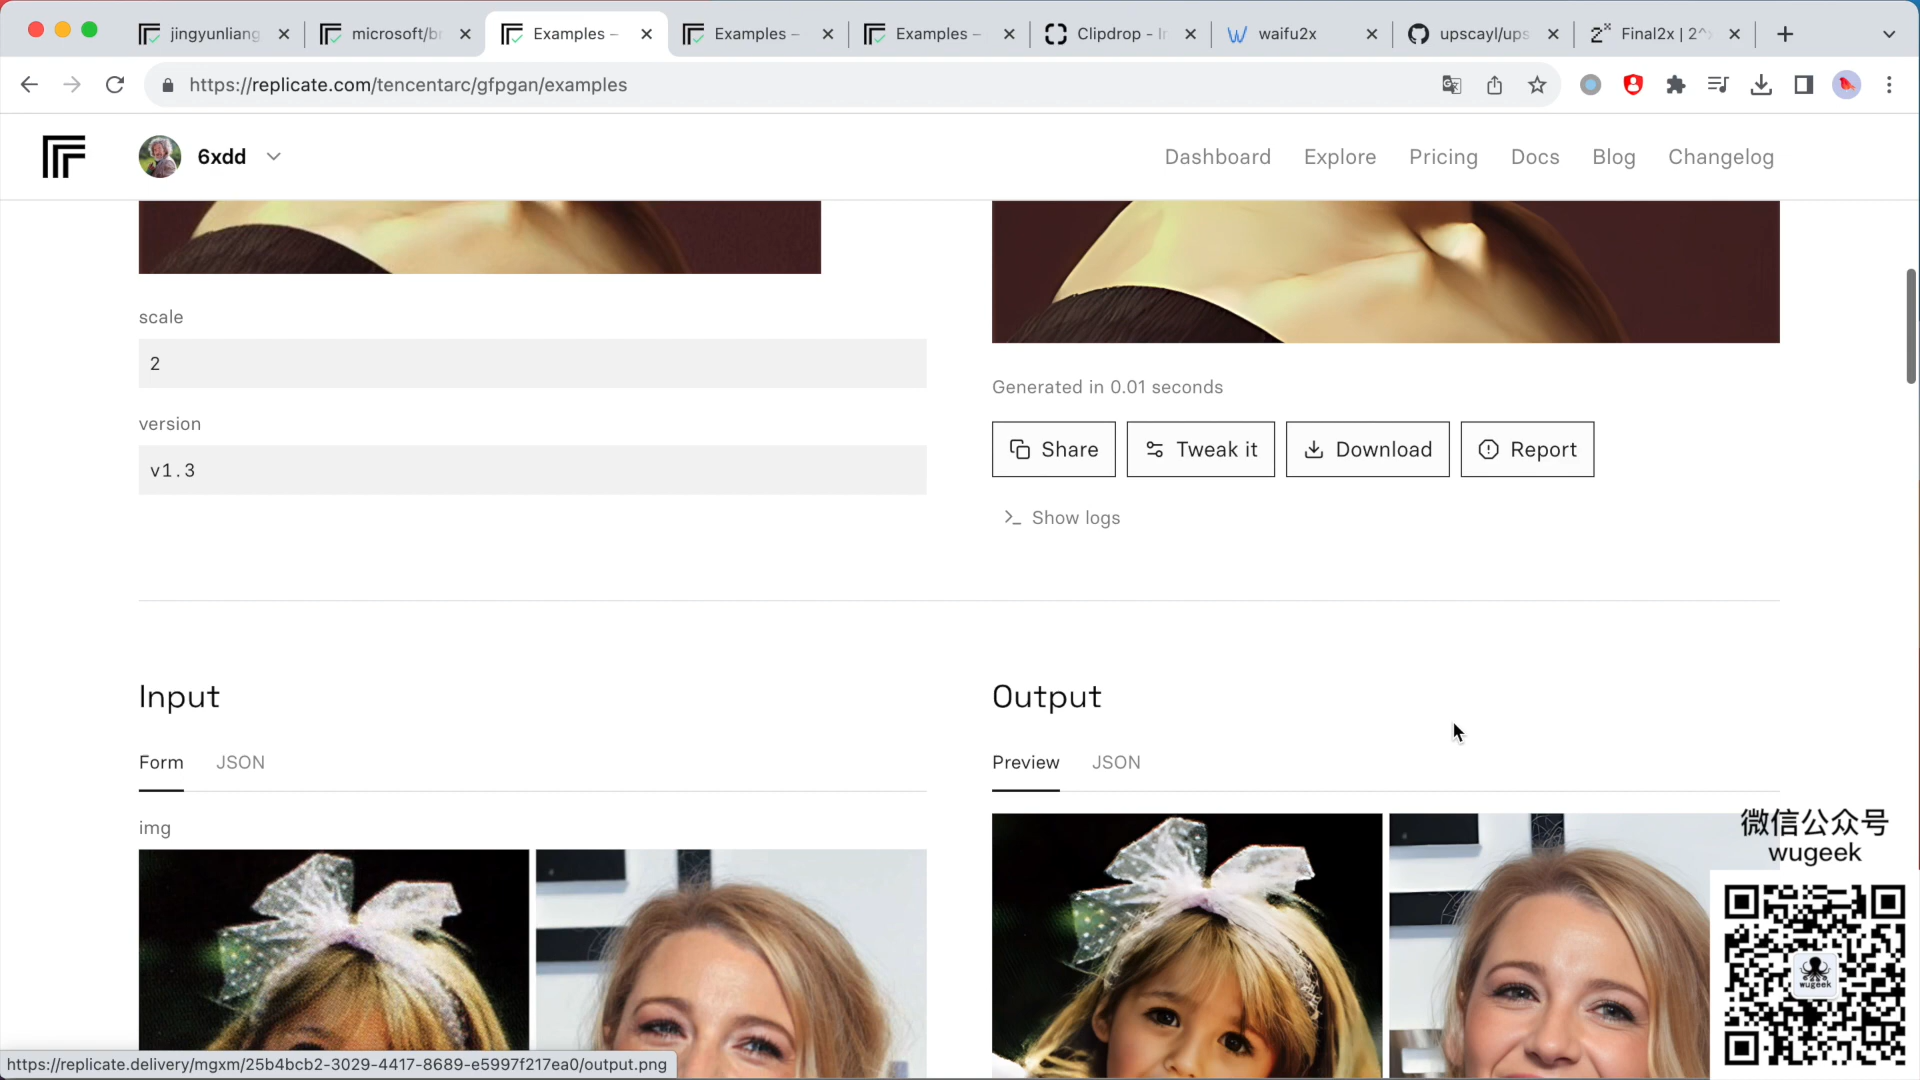 jingyunliang
microsoft/br
Examples –
Examples –
Examples –
Clipdrop - In
waifu2x
upscayl/ups
Final2x | 2^x
https://replicate.com/tencentarc/gfpgan/examples
6xdd
Dashboard
Explore
Pricing
Docs
Blog
Changelog
scale
2
version
v1.3
Generated in 0.01 seconds
Share
Tweak it
Download
Report
Show logs
Input
Output
Form
JSON
Preview
JSON
img
微信公众号
wugeek
wugeek
https://replicate.delivery/mgxm/25b4bcb2-3029-4417-8689-e5997f217ea0/output.png